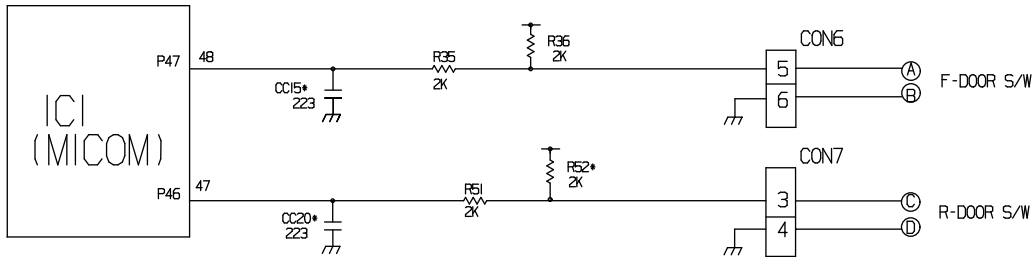 CON6
R36
2K
R35
2K
P47
48
5
A
F-DOOR S/W
CC15*
223
6
B
IC1
(MICOM)
CON7
R52*
2K
R51
2K
P46
47
3
C
R-DOOR S/W
CC20*
223
4
D